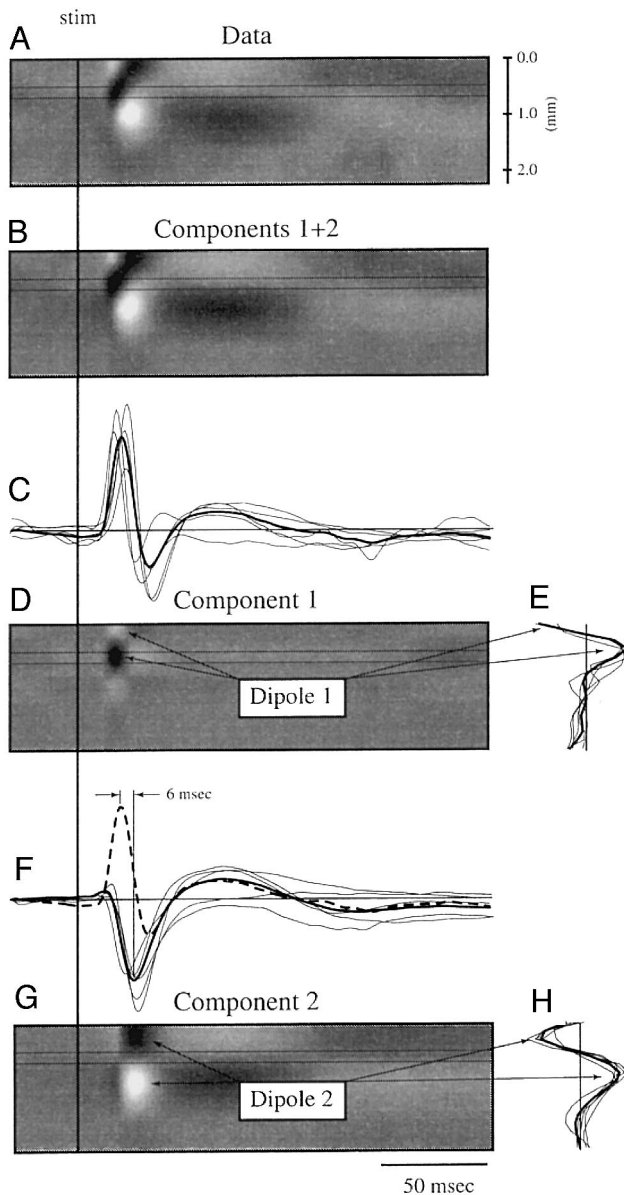 stim
A
Data
0.0
1.0
2.0
(mm)
B
Components 1+2
C
D
Component 1
E
Dipole 1
6 msec
F
G
Component 2
H
Dipole 2
50 msec